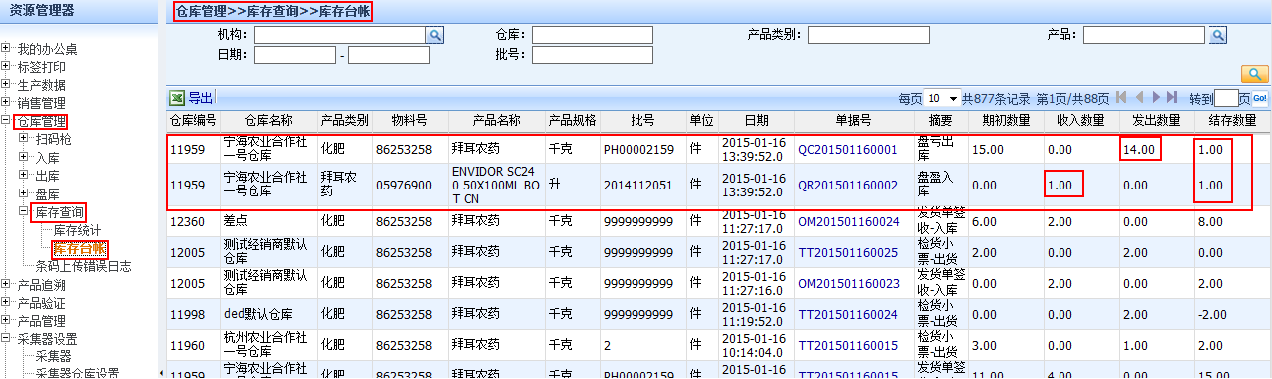 资源管理器
仓库管理>>库存查询>>库存台帐
我的办公桌
标签打印
生产数据
销售管理
仓库管理
扫码枪
入库
出库
盘库
库存查询
库存统计
库存台帐
条码上传错误日志
产品追溯
产品验证
产品管理
采集器设置
采集器
采集器仓库设置
机构: 仓库: 产品类别: 产品:
日期: - 批号:
导出 每页 10 共877条记录 第1页/共88页 转到 页 Go!
仓库编号 仓库名称 产品类别 物料号 产品名称 产品规格 批号 单位 日期 单据号 摘要 期初数量 收入数量 发出数量 结存数量
11959 宁海农业合作社一号仓库 化肥 86253258 拜耳农药 千克 PH00002159 件 2015-01-16 13:39:52.0 QC201501160001 盘亏出库 15.00 0.00 14.00 1.00
11959 宁海农业合作社一号仓库 拜耳农药 05976900 ENVIDOR SC240 50X100ML BOT CN 升 2014112051 件 2015-01-16 13:39:52.0 QR201501160002 盘盈入库 0.00 1.00 0.00 1.00
12360 差点 化肥 86253258 拜耳农药 千克 9999999999 件 2015-01-16 11:27:17.0 OM201501160024 发货单签收-入库 6.00 2.00 0.00 8.00
12005 测试经销商默认仓库 化肥 86253258 拜耳农药 千克 9999999999 件 2015-01-16 11:27:17.0 TT201501160025 检货小票-出货 2.00 0.00 2.00 0.00
12005 测试经销商默认仓库 化肥 86253258 拜耳农药 千克 9999999999 件 2015-01-16 11:27:16.0 OM201501160023 发货单签收-入库 0.00 2.00 0.00 2.00
11998 ded默认仓库 化肥 86253258 拜耳农药 千克 9999999999 件 2015-01-16 11:19:52.0 TT201501160024 检货小票-出货 0.00 0.00 2.00 -2.00
11960 杭州农业合作社一号仓库 化肥 86253258 拜耳农药 千克 2 件 2015-01-16 10:14:04.0 TT201501160015 检货小票-出货 3.00 0.00 1.00 2.00
11959 宁海农业合作社 化肥 86253258 拜耳农药 千克 PH00002159 件 2015-01-16 TT201501160015 检货小 11.00 4.00 0.00 15.00